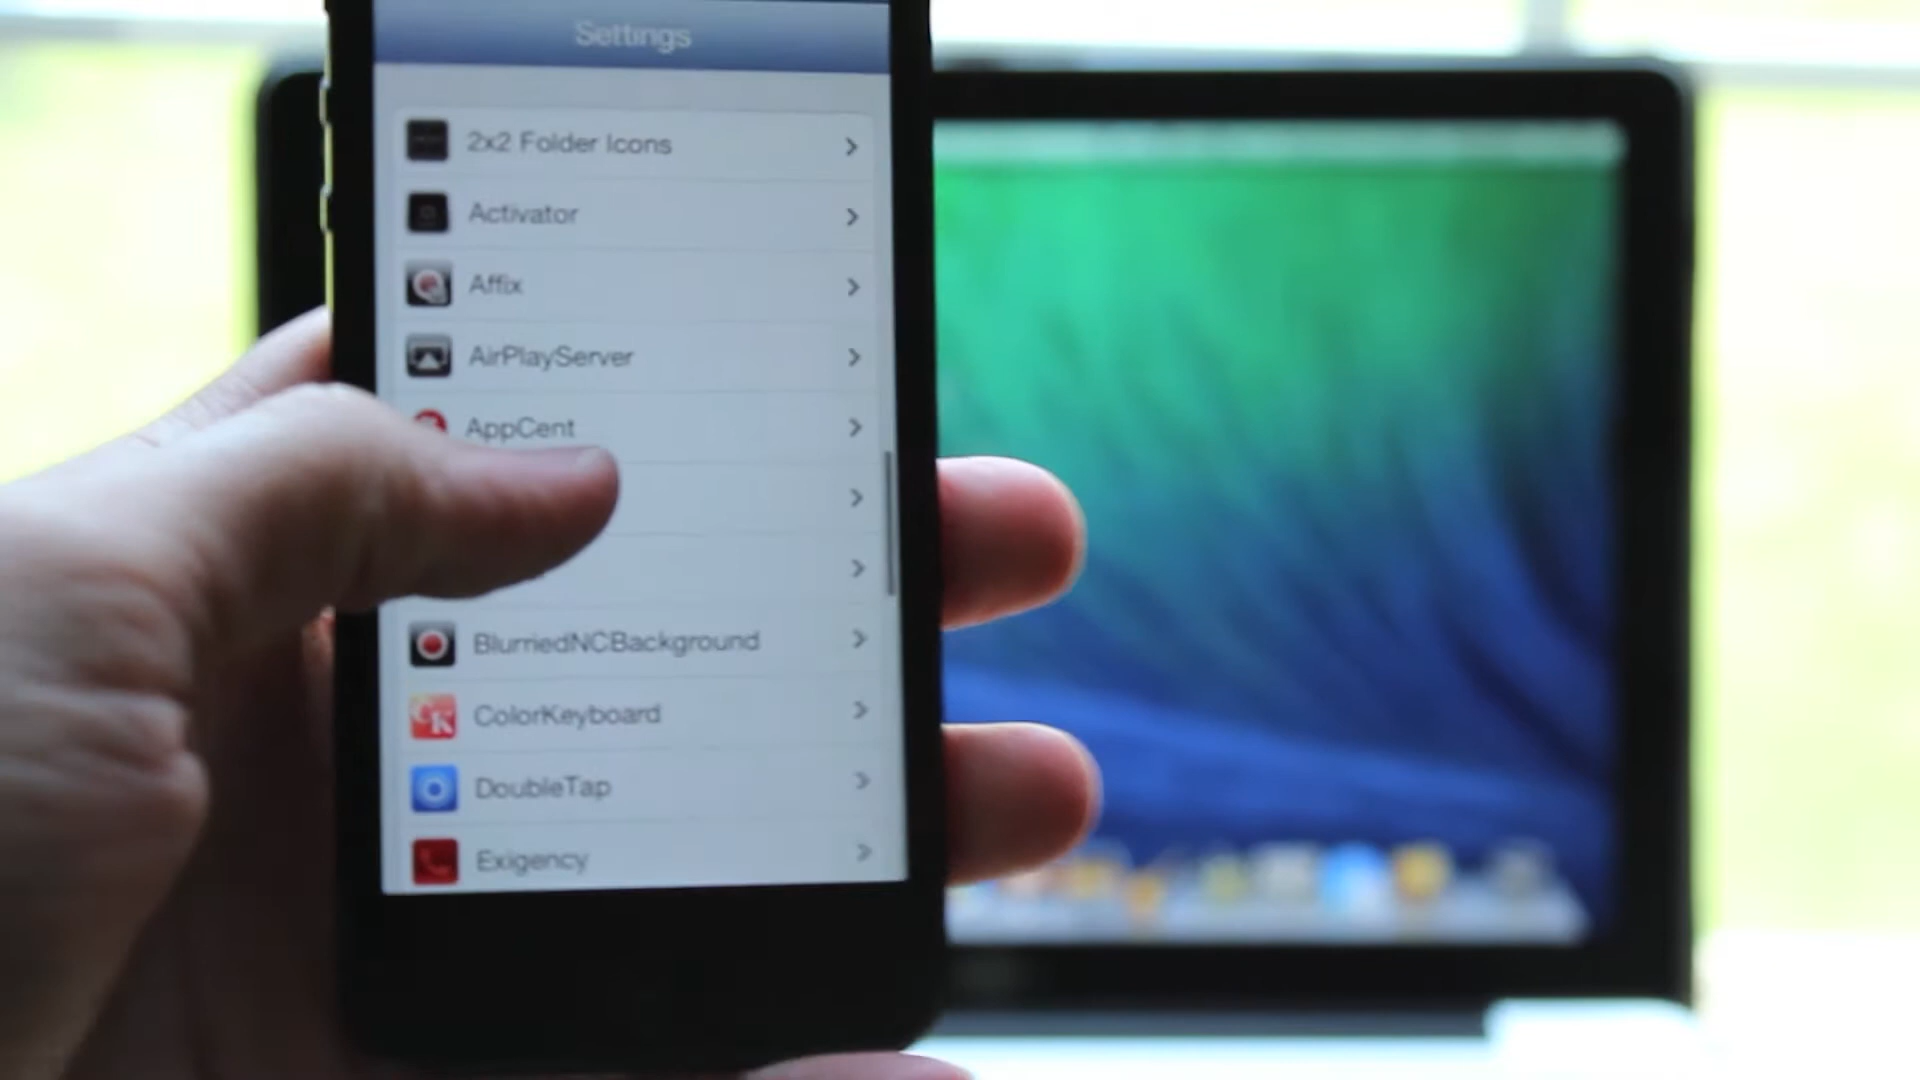 Settings
2x2 Folder Icons
Activator
Affix
AirPlayServer
AppCent
BlurriedNCBackground
ColorKeyboard
DoubleTap
Exigency